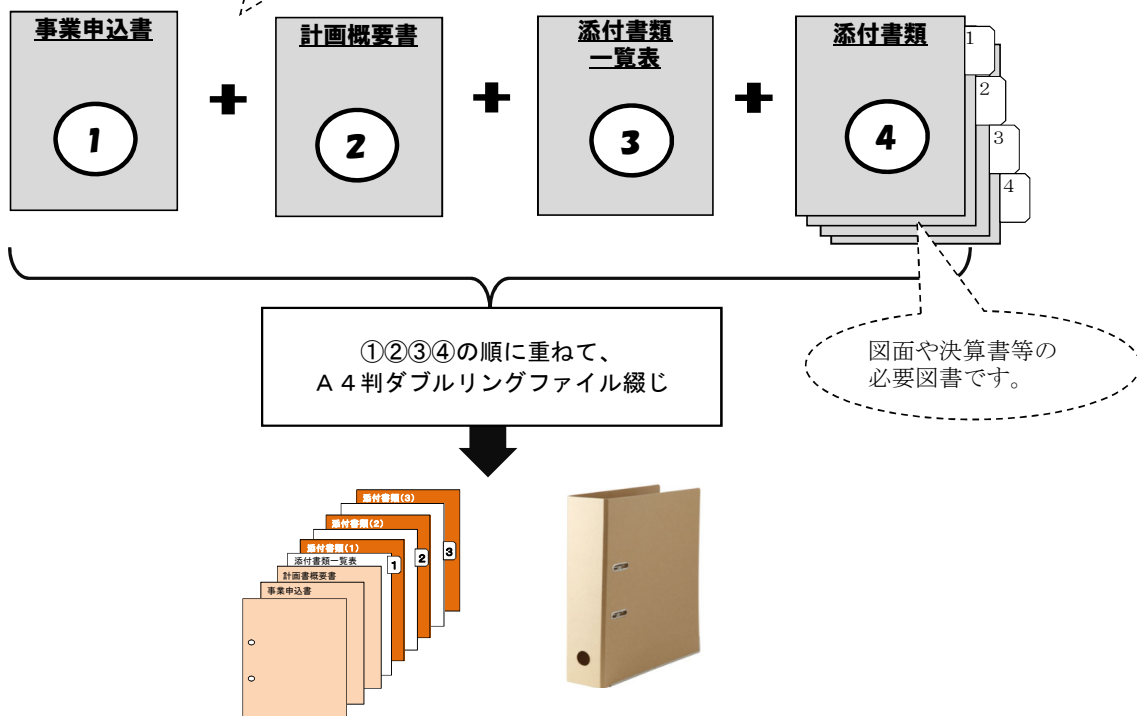 事業申込書
計画概要書
添付書類
一覧表
添付書類
1
2
3
4
1
2
3
4
①②③④の順に重ねて、
Ａ４判ダブルリングファイル綴じ
図面や決算書等の
必要図書です。
添付書類(3)
添付書類(2)
添付書類(1)
添付書類一覧表
計画書概要書
事業申込書
1
2
3